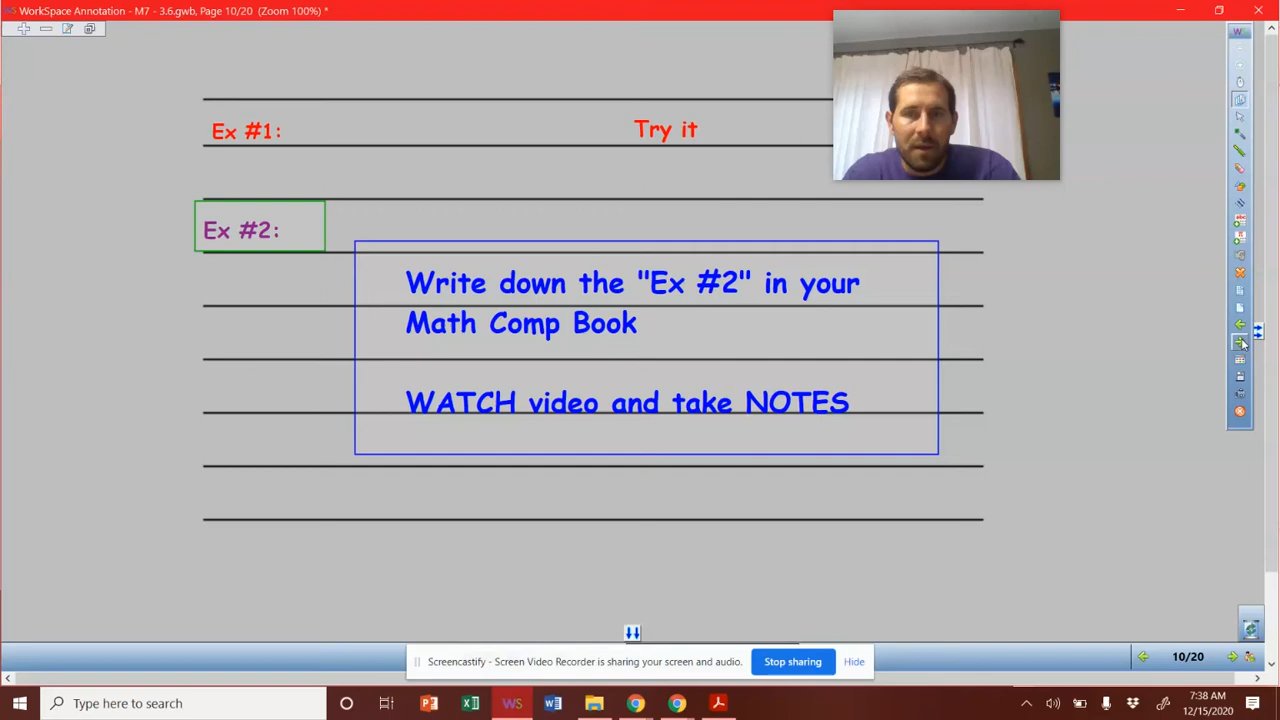 WorkSpace Annotation - M7 - 3.6.gwb, Page 10/20 (Zoom 100%) *
Ex #1:
Try it
Ex #2:
Write down the "Ex #2" in your
Math Comp Book
WATCH video and take NOTES
Screencastify - Screen Video Recorder is sharing your screen and audio.
Stop sharing
Hide
10/20
Type here to search
7:38 AM
12/15/2020